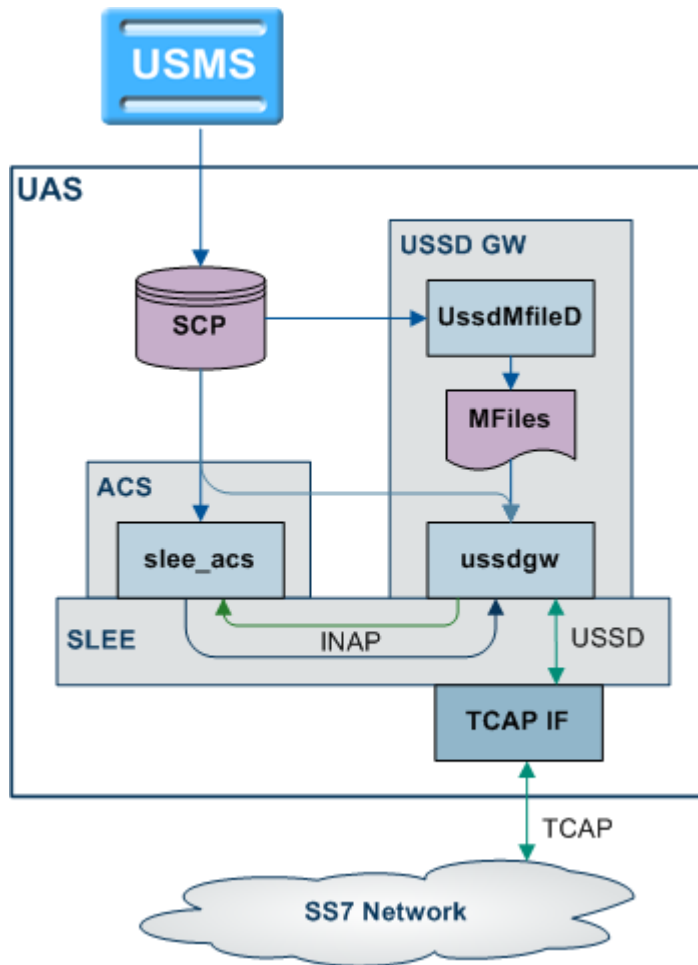 USMS
UAS
USSD GW
SCP
UssdMfileD
MFiles
ACS
slee_acs
ussdgw
SLEE
INAP
USSD
TCAP IF
TCAP
SS7 Network